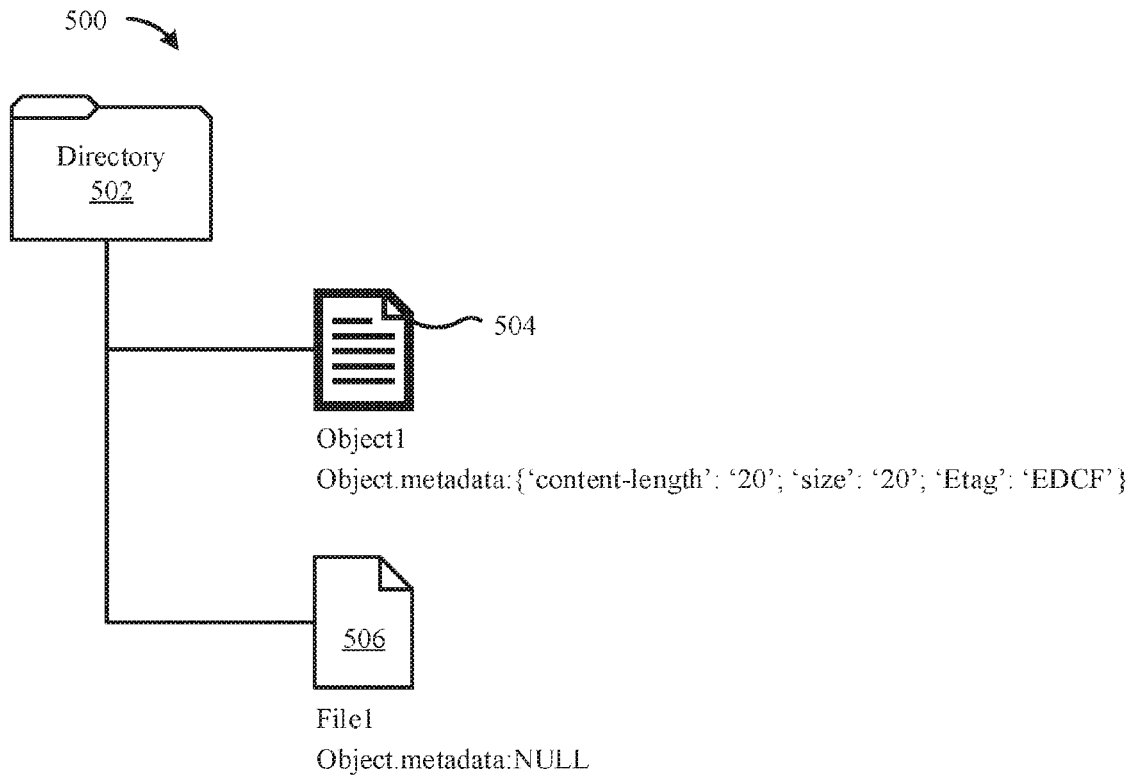 500
Directory
502
504
Object1
Object.metadata:{‘content-length’: ‘20’; ‘size’: ‘20’; ‘Etag’: ‘EDCF’}
506
File1
Object.metadata:NULL